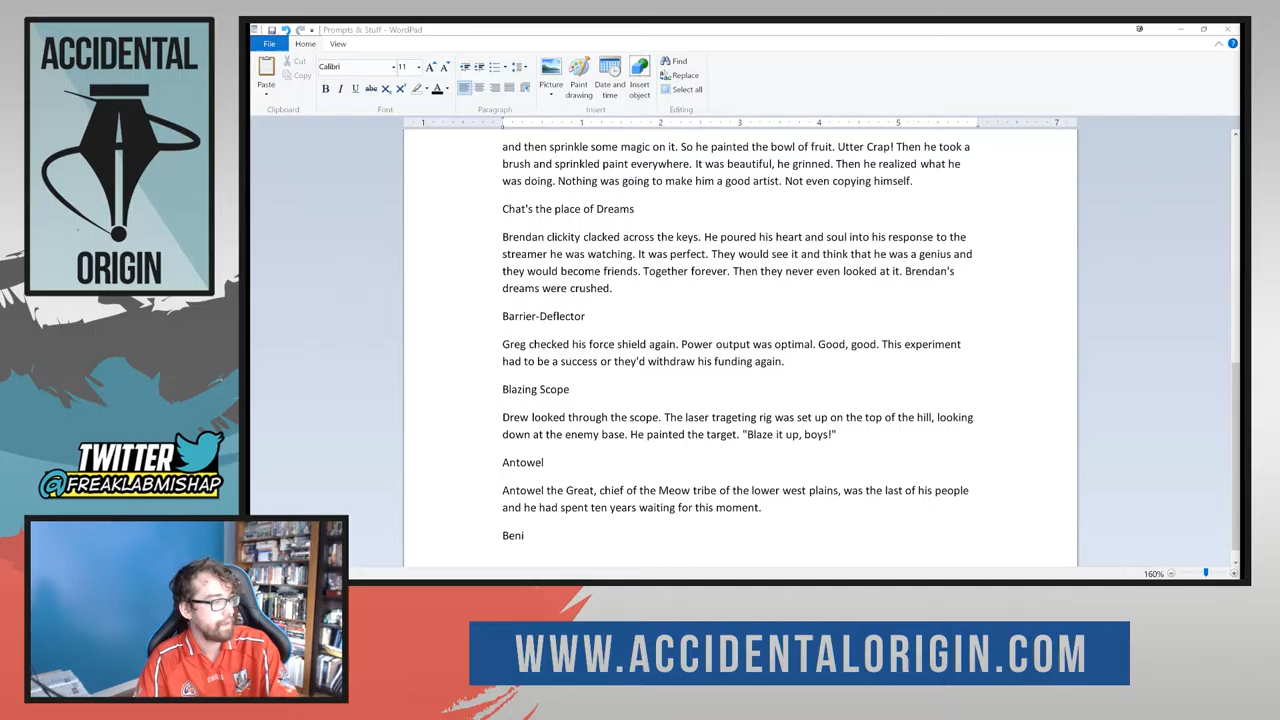 ACCIDENTAL
ORIGIN
Prompts & Stuff - WordPad
File
Home
View
Paste
Cut
Copy
Clipboard
Calibri
11
Font
Paragraph
Picture
Paint drawing
Date and time
Insert object
Insert
Find
Replace
Select all
Editing
1 1 2 3 4 5 7
and then sprinkle some magic on it. So he painted the bowl of fruit. Utter Crap! Then he took a
brush and sprinkled paint everywhere. It was beautiful, he grinned. Then he realized what he
was doing. Nothing was going to make him a good artist. Not even copying himself.
Chat's the place of Dreams
Brendan clickity clacked across the keys. He poured his heart and soul into his response to the
streamer he was watching. It was perfect. They would see it and think that he was a genius and
they would become friends. Together forever. Then they never even looked at it. Brendan's
dreams were crushed.
Barrier-Deflector
Greg checked his force shield again. Power output was optimal. Good, good. This experiment
had to be a success or they'd withdraw his funding again.
Blazing Scope
Drew looked through the scope. The laser trageting rig was set up on the top of the hill, looking
down at the enemy base. He painted the target. "Blaze it up, boys!"
Antowel
Antowel the Great, chief of the Meow tribe of the lower west plains, was the last of his people
and he had spent ten years waiting for this moment.
Beni
160%
TWITTER
@FREAKLABMISHAP
WWW.ACCIDENTALORIGIN.COM